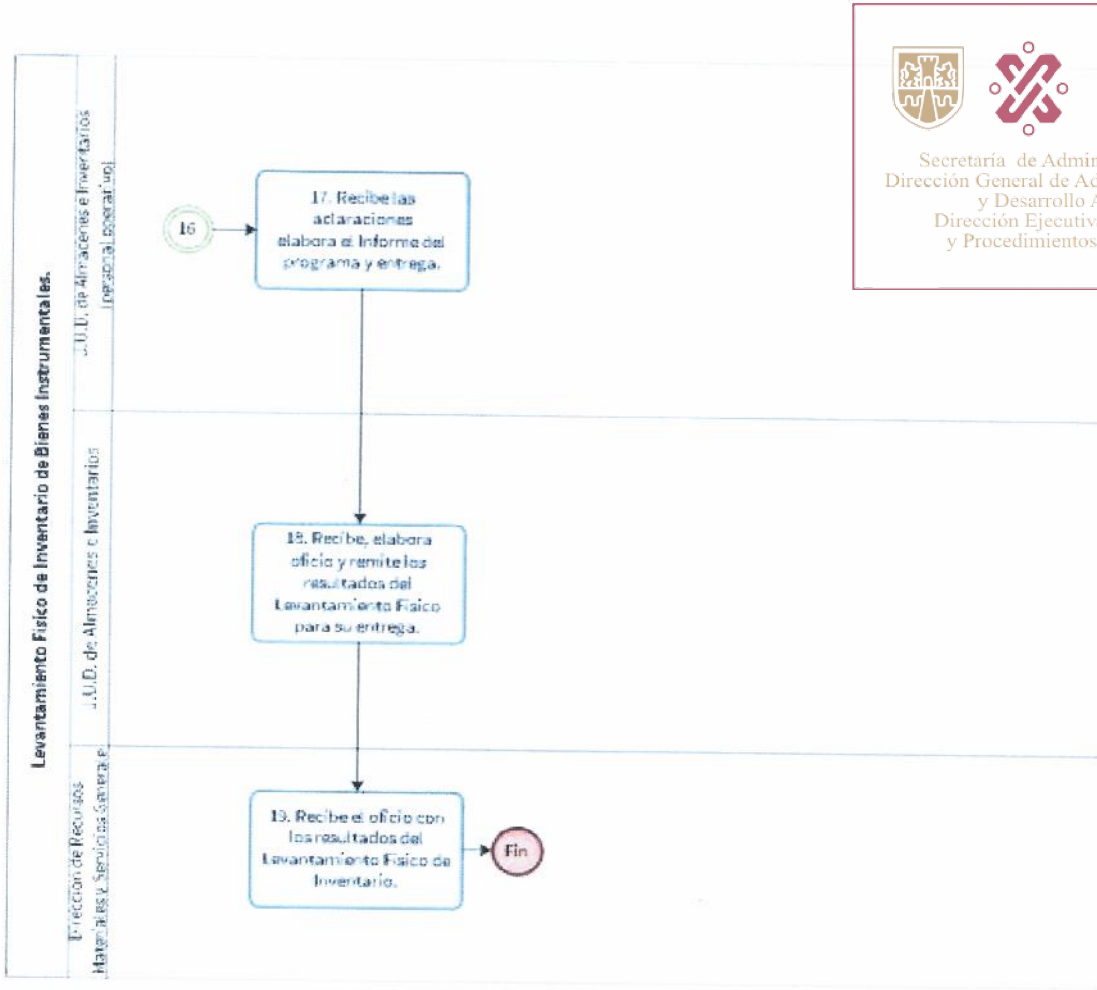 Secretaría de Admin
Dirección General de Ad
y Desarrollo A
Dirección Ejecutiv
y Procedimientos
Levantamiento Físico de Inventario de Bienes Instrumentales.
J.U.D. de Almacenes e Inventarios
(personal operativo)
16
17. Recibe las
aclaraciones
elabora el Informe del
programa y entrega.
J.U.D. de Almacenes e Inventarios
18. Recibe, elabora
oficio y remite los
resultados del
Levantamiento Físico
para su entrega.
Dirección de Recursos
Materiales y Servicios Generale
19. Recibe el oficio con
los resultados del
Levantamiento Físico de
Inventario.
Fin